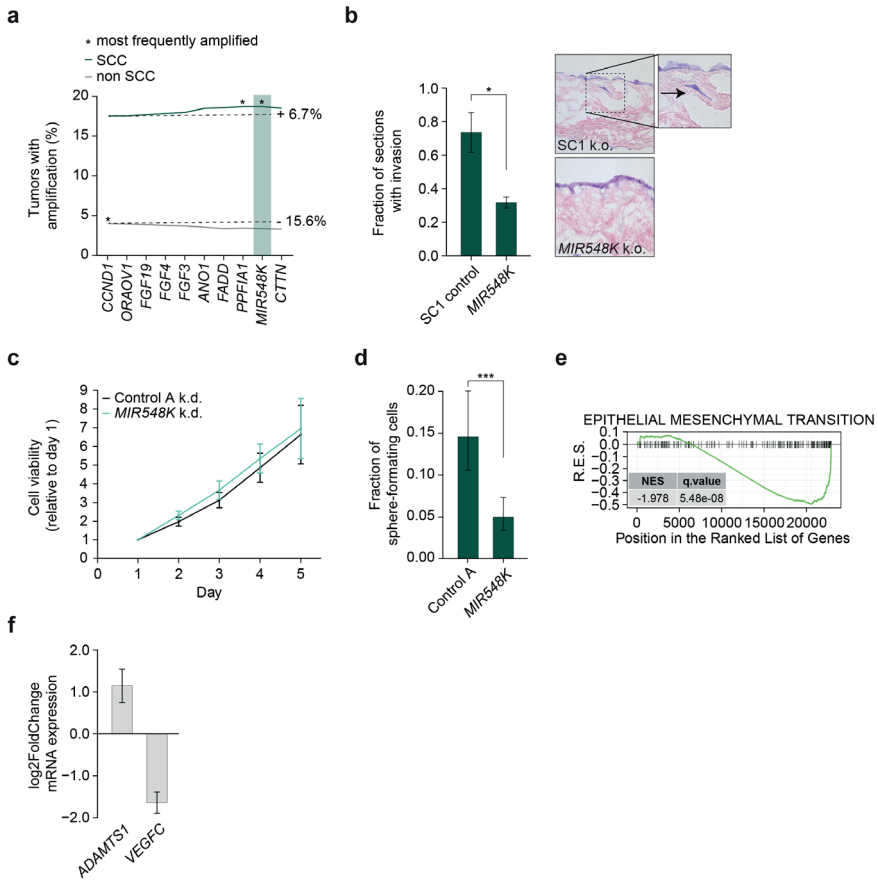 a
* most frequently amplified
SCC
non SCC
Tumors with
amplification (%)
20
15
10
5
0
*
*
*
+ 6.7%
- 15.6%
CCND1
ORAOV1
FGF19
FGF4
FGF3
ANO1
FADD
PPFIA1
MIR548K
CTTN
b
Fraction of sections
with invasion
1.0
0.8
0.6
0.4
0.2
0.0
*
SC1 control
MIR548K
SC1 k.o.
MIR548K k.o.
c
Cell viability
(relative to day 1)
9
8
7
6
5
4
3
2
1
0
Control A k.d.
MIR548K k.d.
0
1
2
3
4
5
Day
d
Fraction of
sphere-formating cells
0.20
0.15
0.10
0.05
0.00
***
Control A
MIR548K
e
EPITHELIAL MESENCHYMAL TRANSITION
R.E.S.
0.1
0.0
−0.1
−0.2
−0.3
−0.4
−0.5
NES q.value
-1.978 5.48e-08
0 5000 10000 15000 20000
Position in the Ranked List of Genes
f
log2FoldChange
mRNA expression
2.0
1.0
0.0
−1.0
−2.0
ADAMTS1
VEGFC